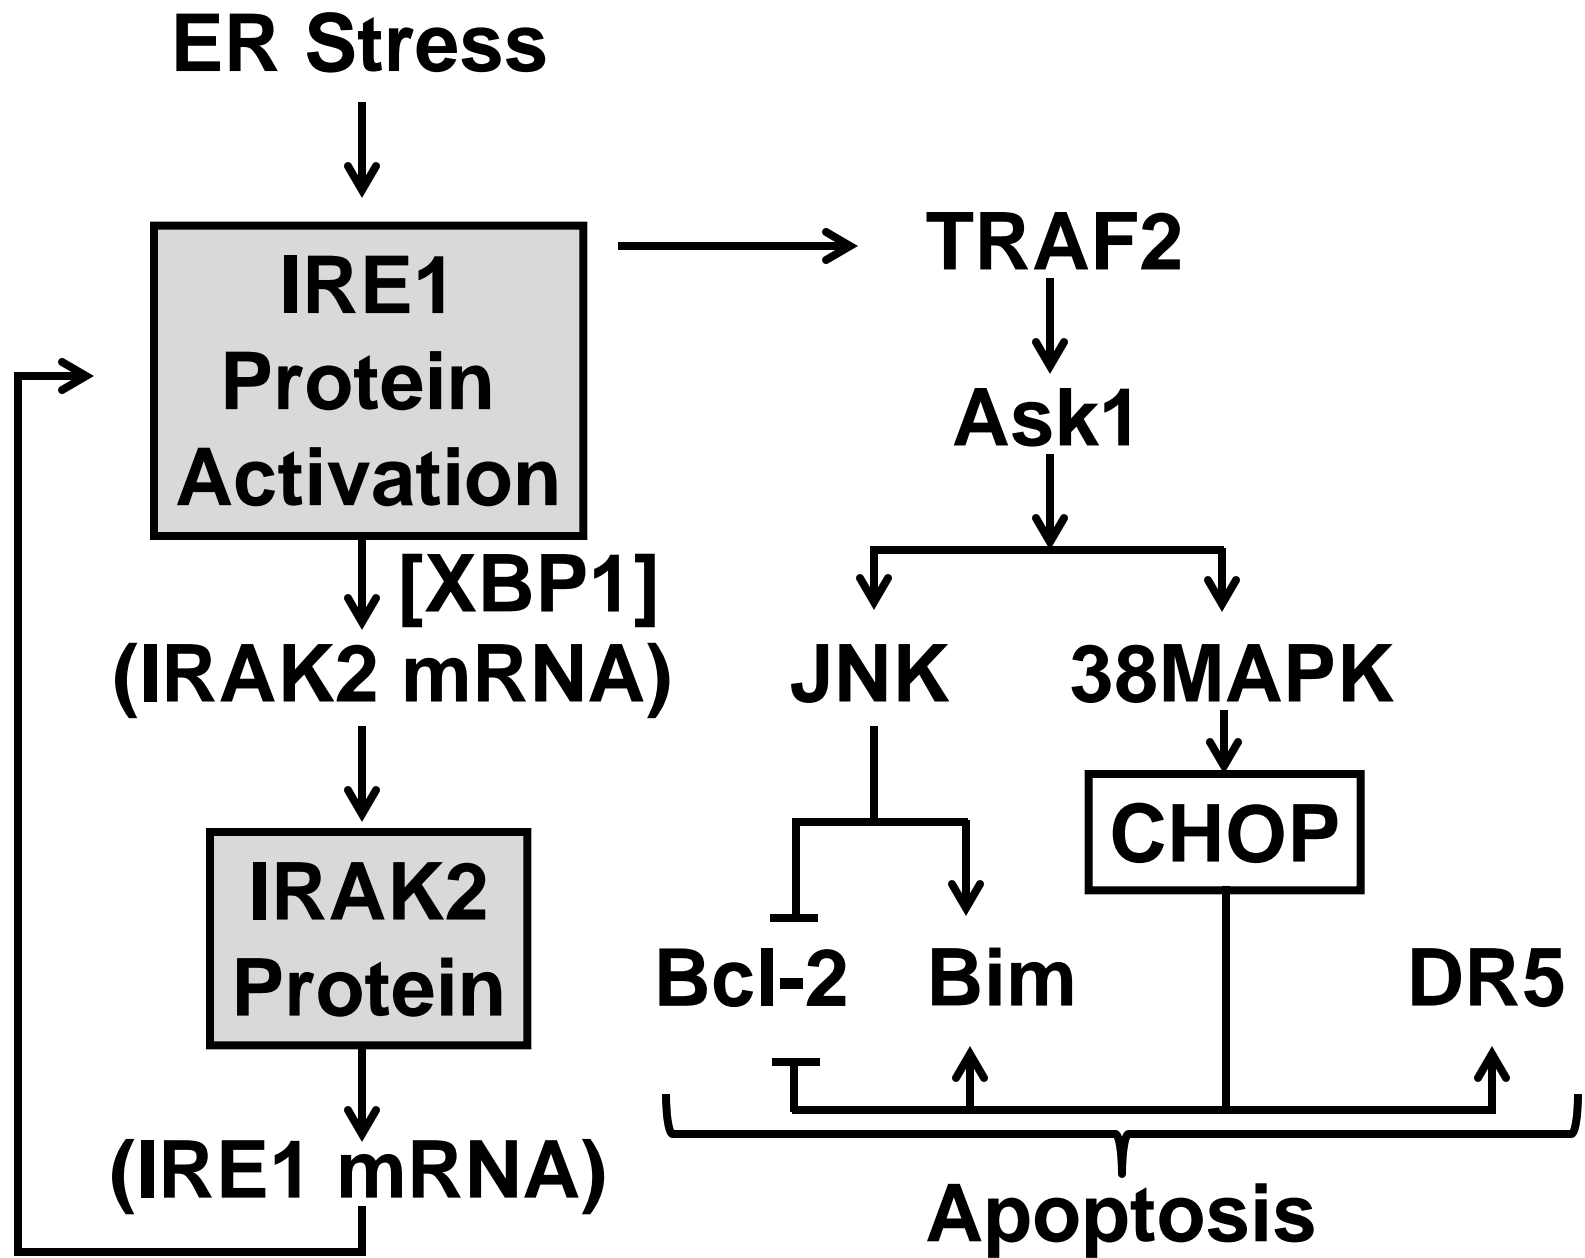 ER Stress
IRE1
Protein
Activation
TRAF2
Ask1
[XBP1]
(IRAK2 mRNA)
JNK
38MAPK
CHOP
IRAK2
Protein
Bcl-2
Bim
DR5
(IRE1 mRNA)
Apoptosis